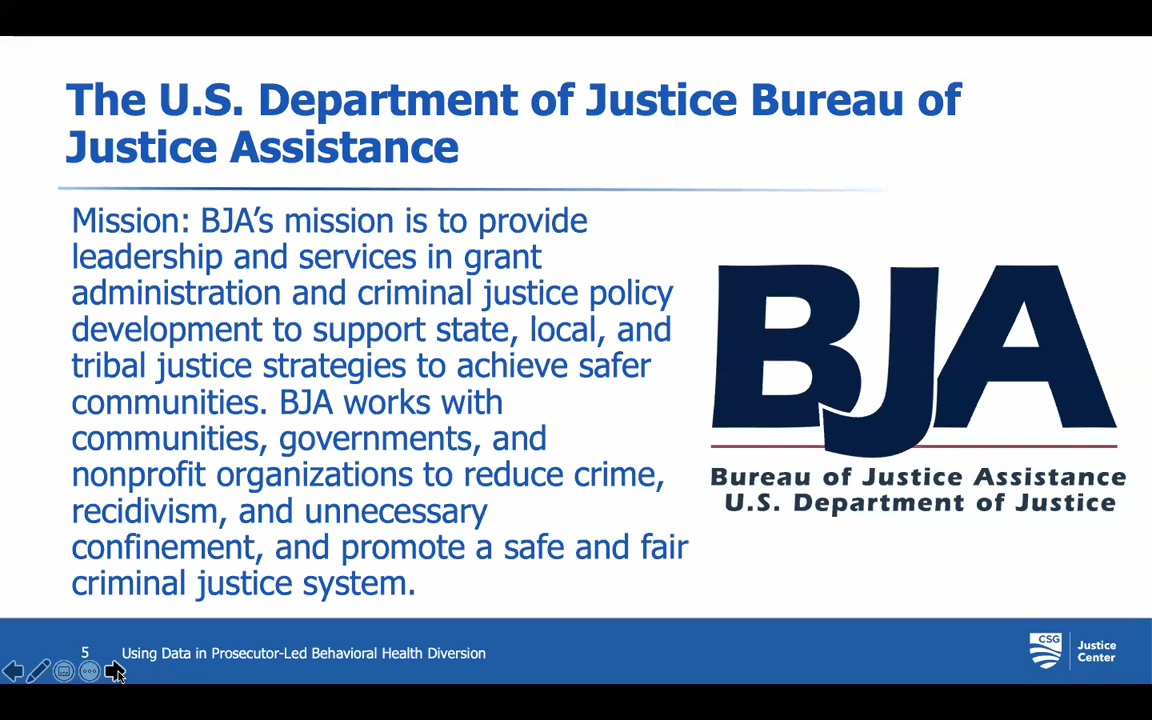 The U.S. Department of Justice Bureau of
Justice Assistance
Mission: BJA’s mission is to provide
leadership and services in grant
administration and criminal justice policy
development to support state, local, and
tribal justice strategies to achieve safer
communities. BJA works with
communities, governments, and
nonprofit organizations to reduce crime,
recidivism, and unnecessary
confinement, and promote a safe and fair
criminal justice system.
BJA
Bureau of Justice Assistance
U.S. Department of Justice
5
Using Data in Prosecutor-Led Behavioral Health Diversion
CSG
Justice
Center